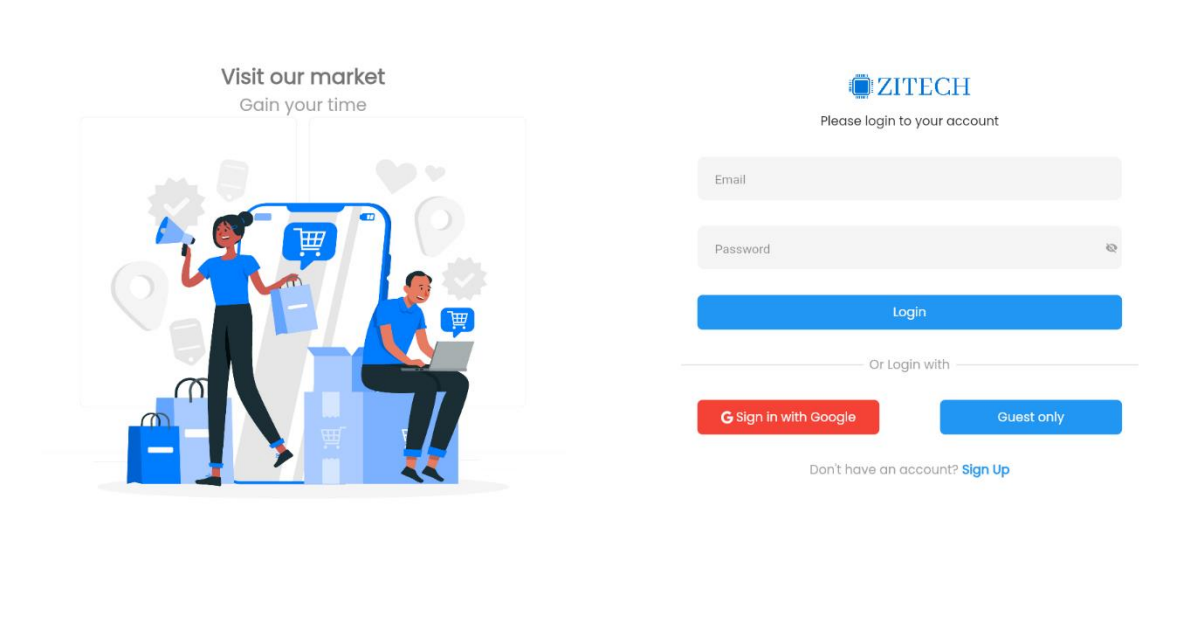 Visit our market
Gain your time
ZITECH
Please login to your account
Email
Password
Login
Or Login with
Sign in with Google
Guest only
Don't have an account? Sign Up